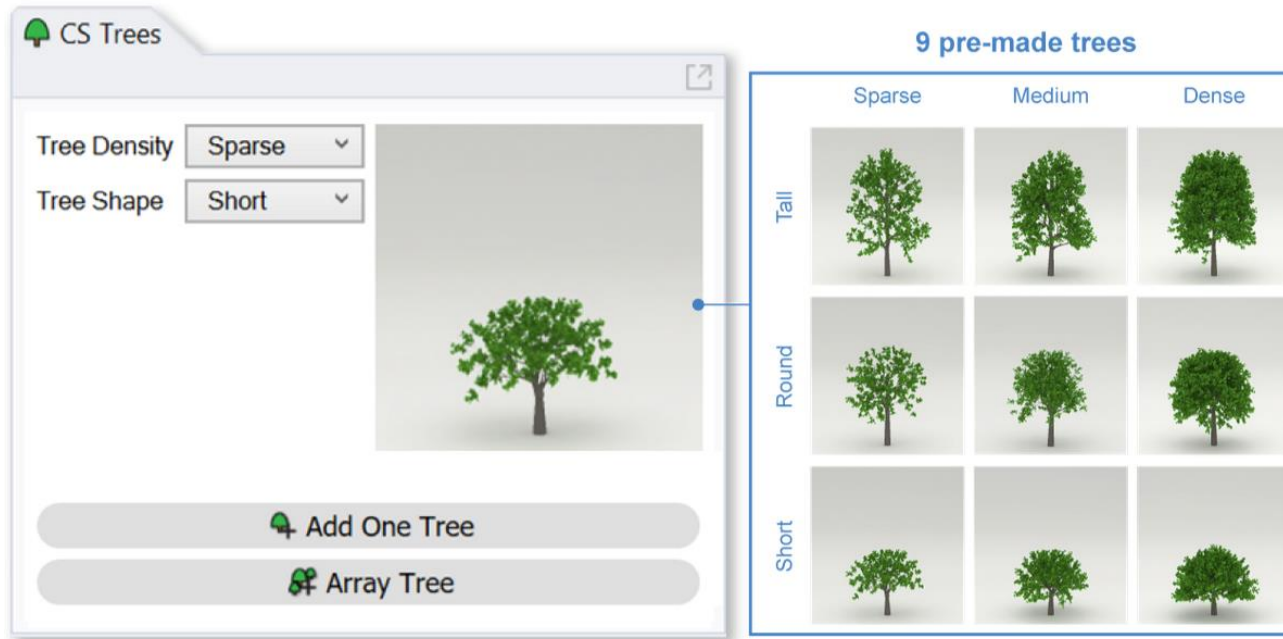 CS Trees
Tree Density Sparse
Tree Shape Short
Add One Tree
Array Tree
9 pre-made trees
Sparse Medium Dense
Tall
Round
Short